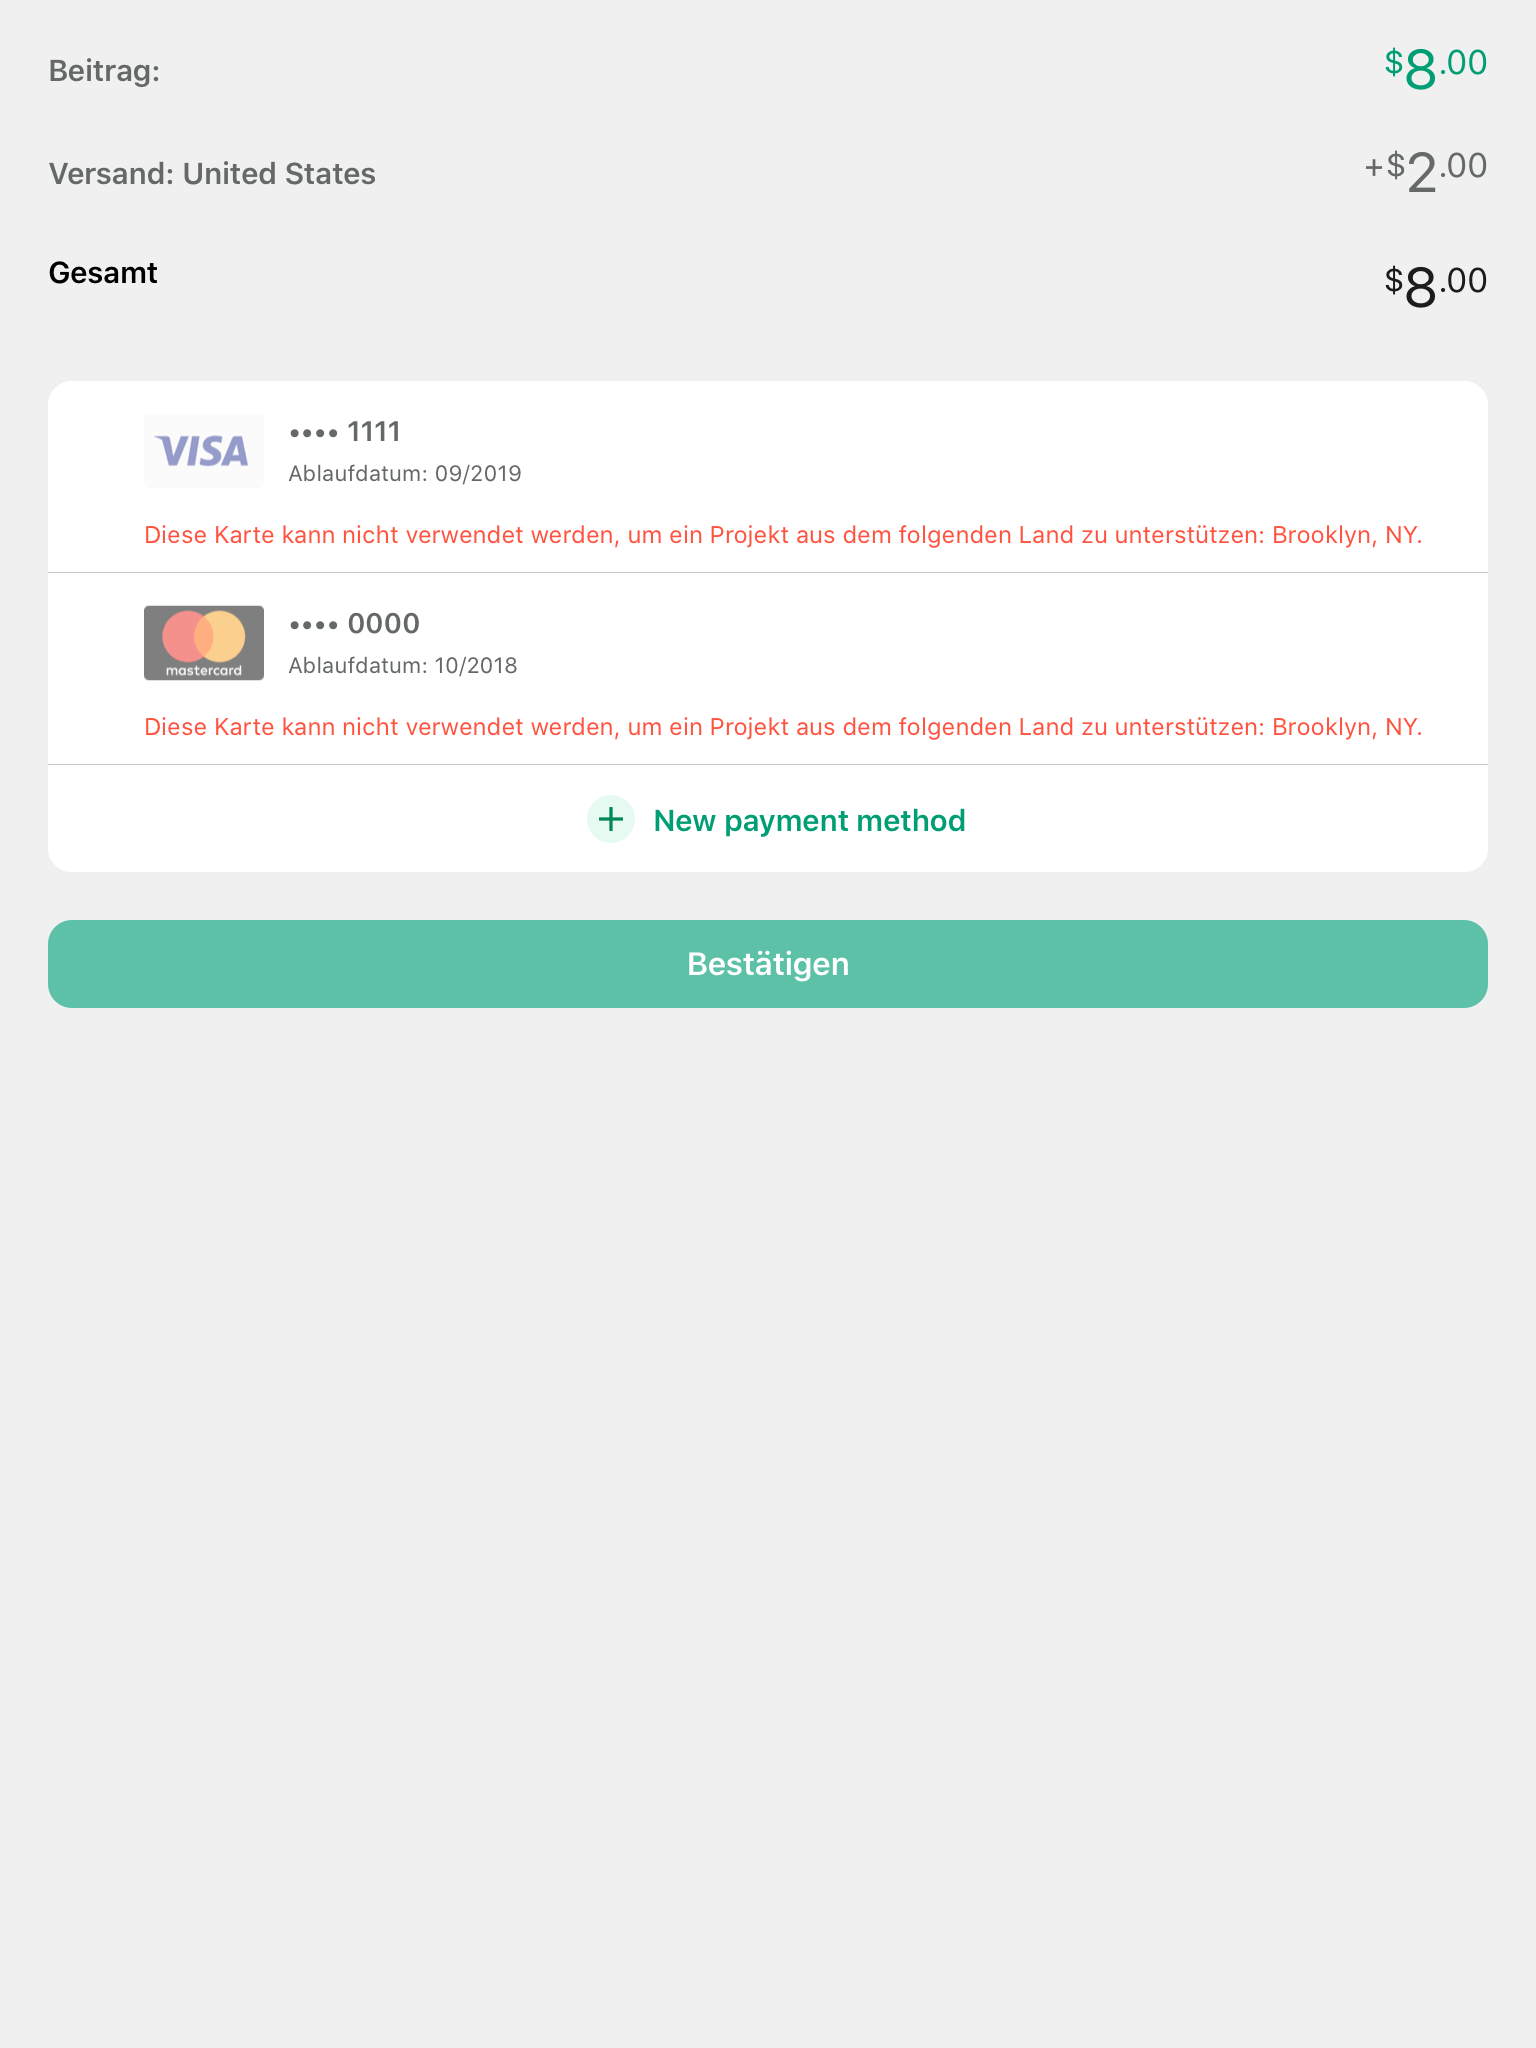 Beitrag:
$8.00
Versand: United States
+$2.00
Gesamt
$8.00
VISA
•••• 1111
Ablaufdatum: 09/2019
Diese Karte kann nicht verwendet werden, um ein Projekt aus dem folgenden Land zu unterstützen: Brooklyn, NY.
mastercard
•••• 0000
Ablaufdatum: 10/2018
Diese Karte kann nicht verwendet werden, um ein Projekt aus dem folgenden Land zu unterstützen: Brooklyn, NY.
New payment method
Bestätigen